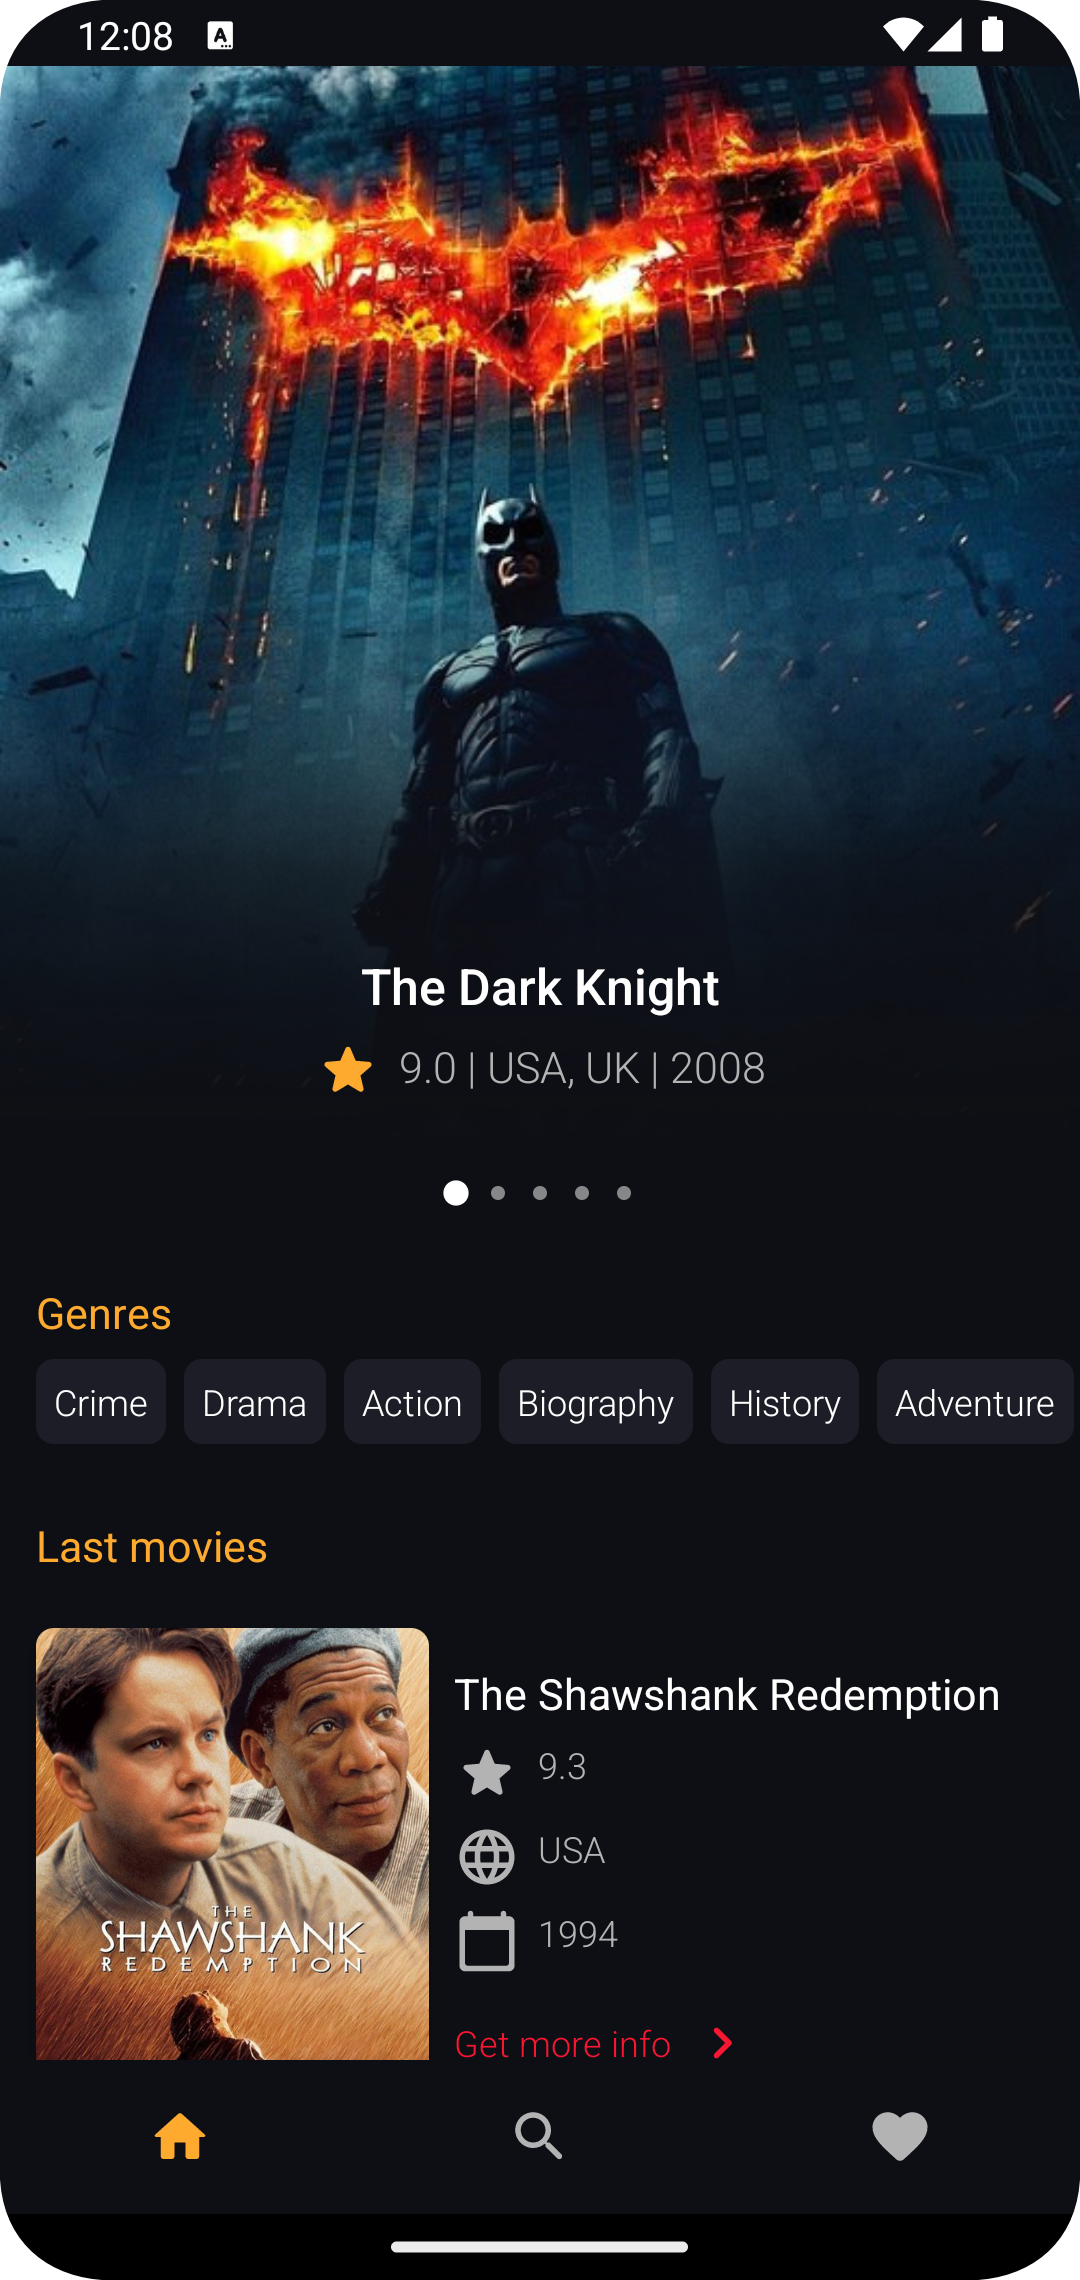 12:08
The Dark Knight
9.0 | USA, UK | 2008
Genres
Crime Drama Action Biography History Adventure
Last movies
The Shawshank Redemption
9.3
USA
1994
Get more info
THE
SHAWSHANK
REDEMPTION